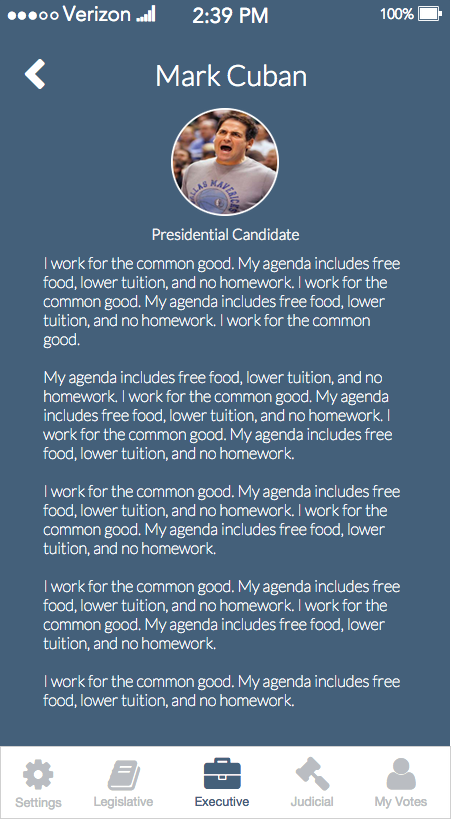 Verizon 2:39 PM 100%
Mark Cuban
DALLAS MAVERICKS
Presidential Candidate
I work for the common good. My agenda includes free
food, lower tuition, and no homework. I work for the
common good. My agenda includes free food, lower
tuition, and no homework. I work for the common
good.
My agenda includes free food, lower tuition, and no
homework. I work for the common good. My agenda
includes free food, lower tuition, and no homework. I
work for the common good. My agenda includes free
food, lower tuition, and no homework.
I work for the common good. My agenda includes free
food, lower tuition, and no homework. I work for the
common good. My agenda includes free food, lower
tuition, and no homework.
I work for the common good. My agenda includes free
food, lower tuition, and no homework. I work for the
common good. My agenda includes free food, lower
tuition, and no homework.
I work for the common good. My agenda includes free
food, lower tuition, and no homework.
Settings Legislative Executive Judicial My Votes